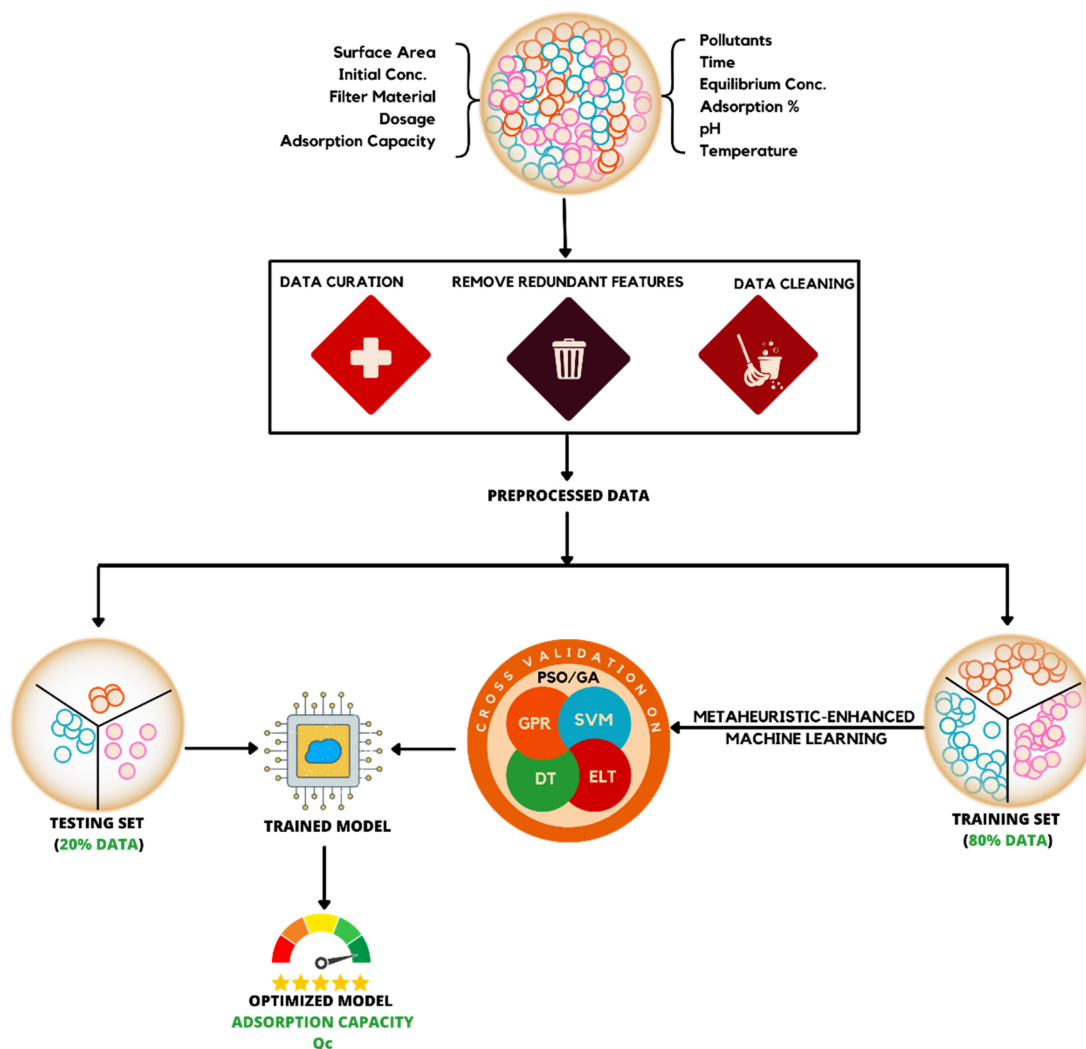 Surface Area
Initial Conc.
Filter Material
Dosage
Adsorption Capacity
Pollutants
Time
Equilibrium Conc.
Adsorption %
pH
Temperature
DATA CURATION
REMOVE REDUNDANT FEATURES
DATA CLEANING
PREPROCESSED DATA
CROSS VALIDATION ON
PSO/GA
GPR
SVM
DT
ELT
METAHEURISTIC-ENHANCED
MACHINE LEARNING
TESTING SET
(20% DATA)
TRAINED MODEL
TRAINING SET
(80% DATA)
OPTIMIZED MODEL
ADSORPTION CAPACITY
Qc